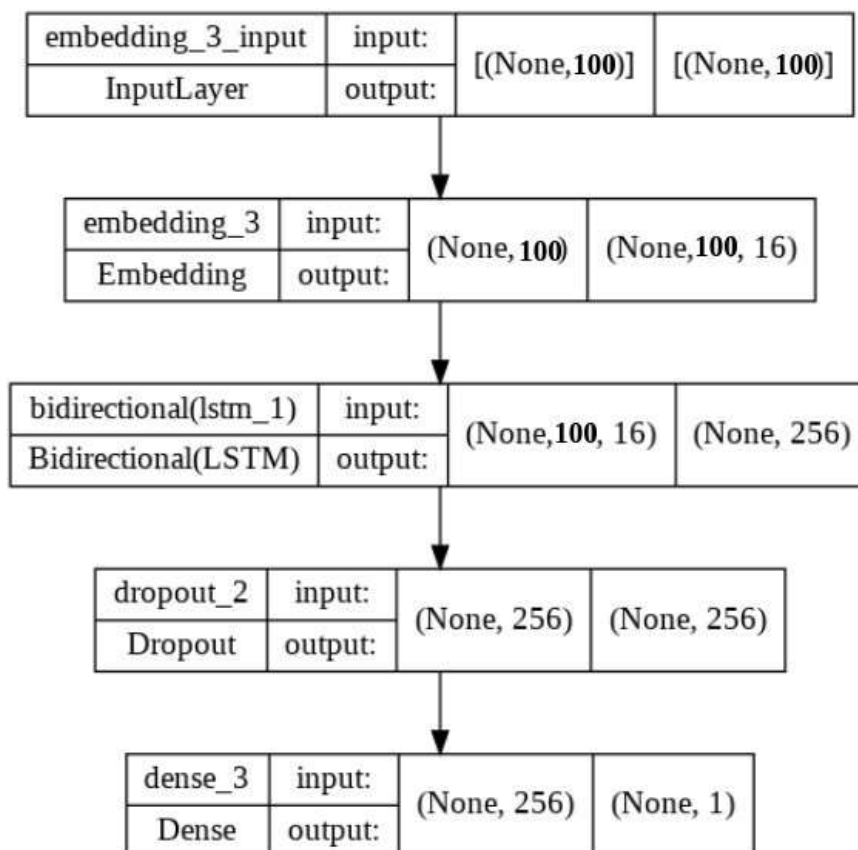 embedding_3_input input: [(None,100)] [(None,100)]
InputLayer output:
embedding_3 input: (None,100) (None,100, 16)
Embedding output:
bidirectional(lstm_1) input: (None,100, 16) (None, 256)
Bidirectional(LSTM) output:
dropout_2 input: (None, 256) (None, 256)
Dropout output:
dense_3 input: (None, 256) (None, 1)
Dense output: